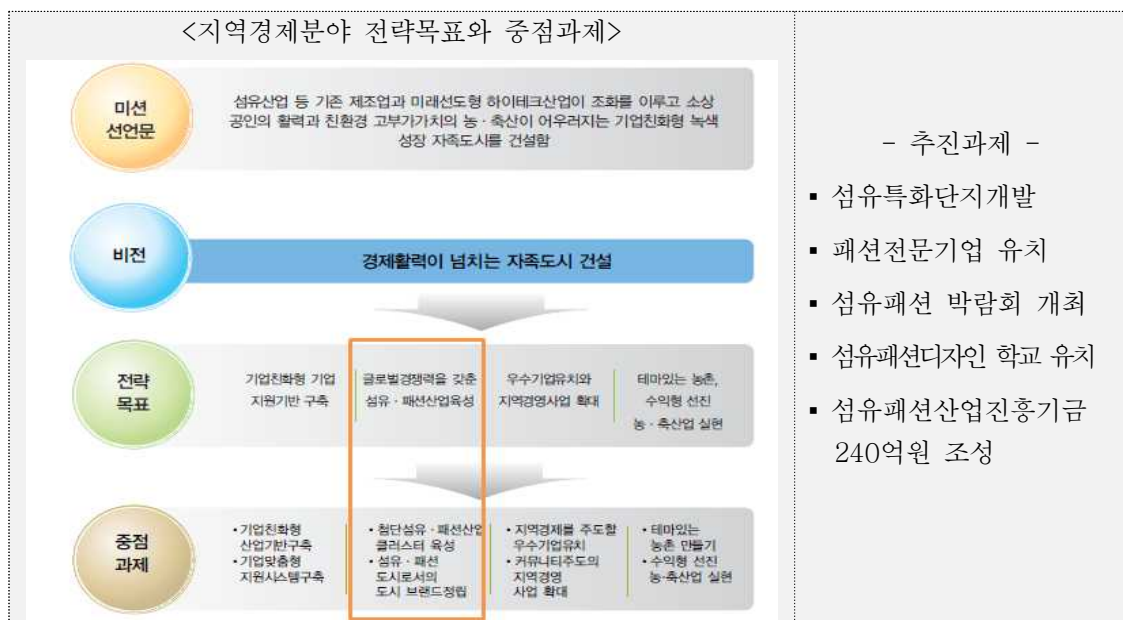 <지역경제분야 전략목표와 중점과제>
미션
선언문
섬유산업 등 기존 제조업과 미래선도형 하이테크산업이 조화를 이루고 소상
공인의 활력과 친환경 고부가가치의 농·축산이 어우러지는 기업친화형 녹색
성장 자족도시를 건설함
비전
경제활력이 넘치는 자족도시 건설
전략
목표
기업친화형 기업
지원기반 구축
글로벌경쟁력을 갖춘
섬유·패션산업육성
우수기업유치와
지역경영사업 확대
테마있는 농촌,
수익형 선진
농·축산업 실현
중점
과제
• 기업친화형
산업기반구축
• 기업맞춤형
지원시스템구축
• 첨단섬유·패션산업
클러스터 육성
• 섬유·패션
도시로서의
도시 브랜드정립
• 지역경제를 주도할
우수기업유치
• 커뮤니티주도의
지역경영
사업 확대
• 테마있는
농촌 만들기
• 수익형 선진
농·축산업 실현
- 추진과제 -
▪ 섬유특화단지개발
▪ 패션전문기업 유치
▪ 섬유패션 박람회 개최
▪ 섬유패션디자인 학교 유치
▪ 섬유패션산업진흥기금
240억원 조성